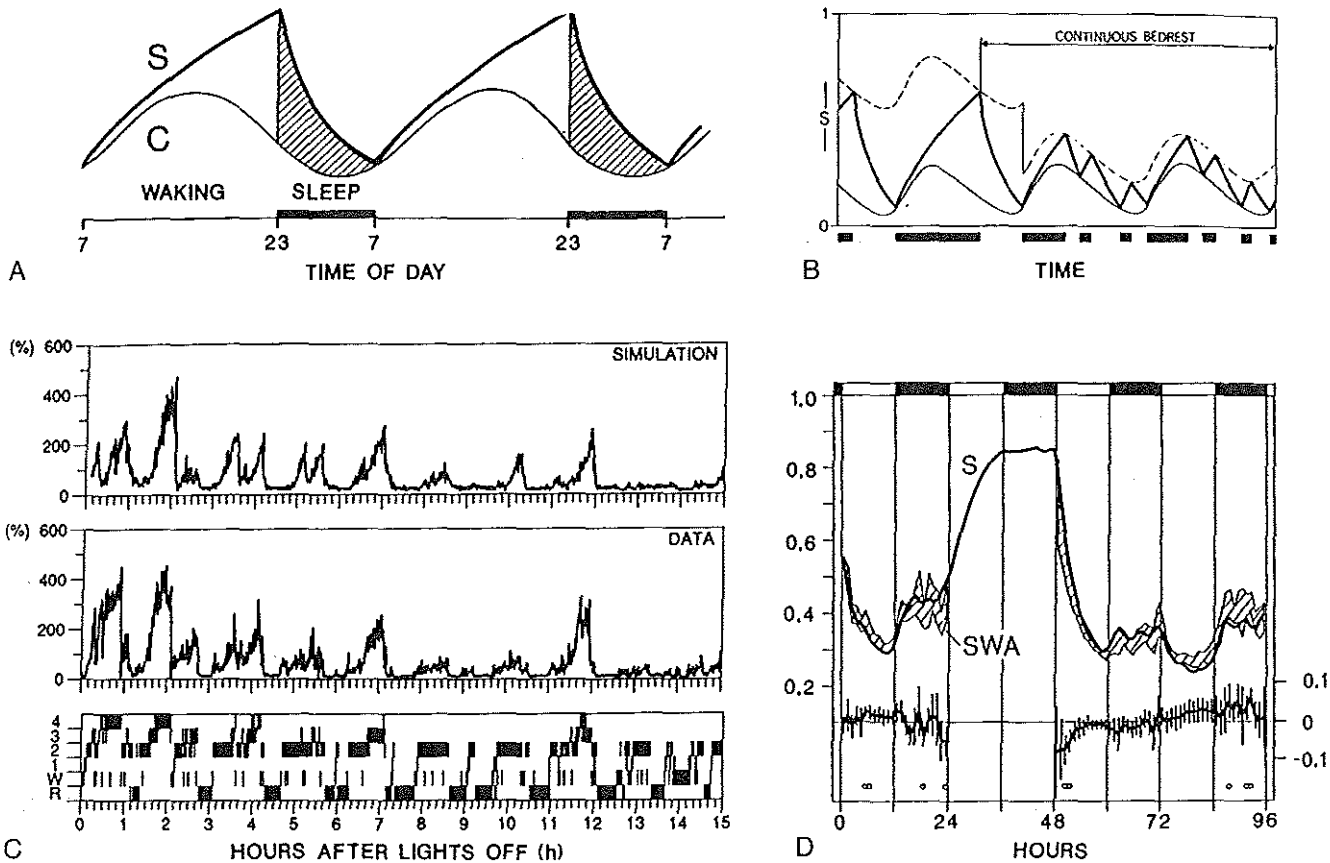 S
C
WAKING SLEEP
7 23 7 23 7
TIME OF DAY
A
1
CONTINUOUS BEDREST
S
0
TIME
B
(%) 600
SIMULATION
400
200
0
(%) 600
DATA
400
200
0
4
3
2
1
W
R
0 1 2 3 4 5 6 7 8 9 10 11 12 13 14 15
HOURS AFTER LIGHTS OFF (h)
C
1.0
0.8
S
0.6
0.4
SWA
0.2
0.1
0
-0.1
0 24 48 72 96
HOURS
D